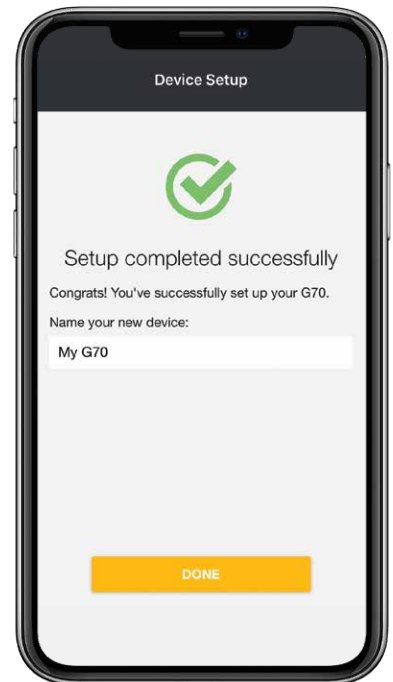 Device Setup
Setup completed successfully
Congrats! You've successfully set up your G70.
Name your new device:
My G70
DONE